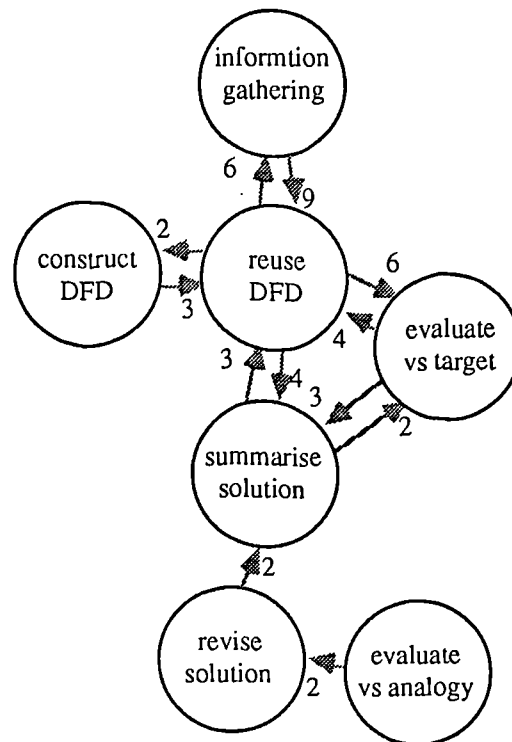 informtion
gathering
6
9
2
construct
DFD
3
reuse
DFD
6
4
evaluate
vs target
3
4
3
2
summarise
solution
2
revise
solution
2
evaluate
vs analogy